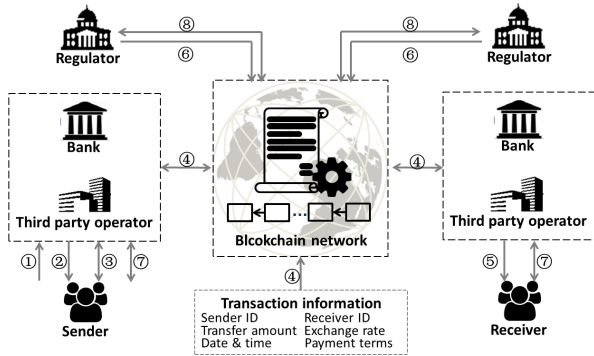 ⑧
⑧
⑥
⑥
Regulator
Regulator
Bank
Bank
④
④
Third party operator
Third party operator
Blcokchain network
①
②
③
⑦
④
⑤
⑦
Sender
Receiver
Transaction information
Sender ID Receiver ID
Transfer amount Exchange rate
Date & time Payment terms